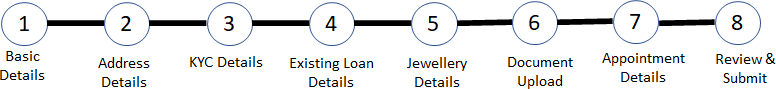 1 2 3 4 5 6 7 8
Basic
Details
Address
Details
KYC Details
Existing Loan
Details
Jewellery
Details
Document
Upload
Appointment
Details
Review &
Submit